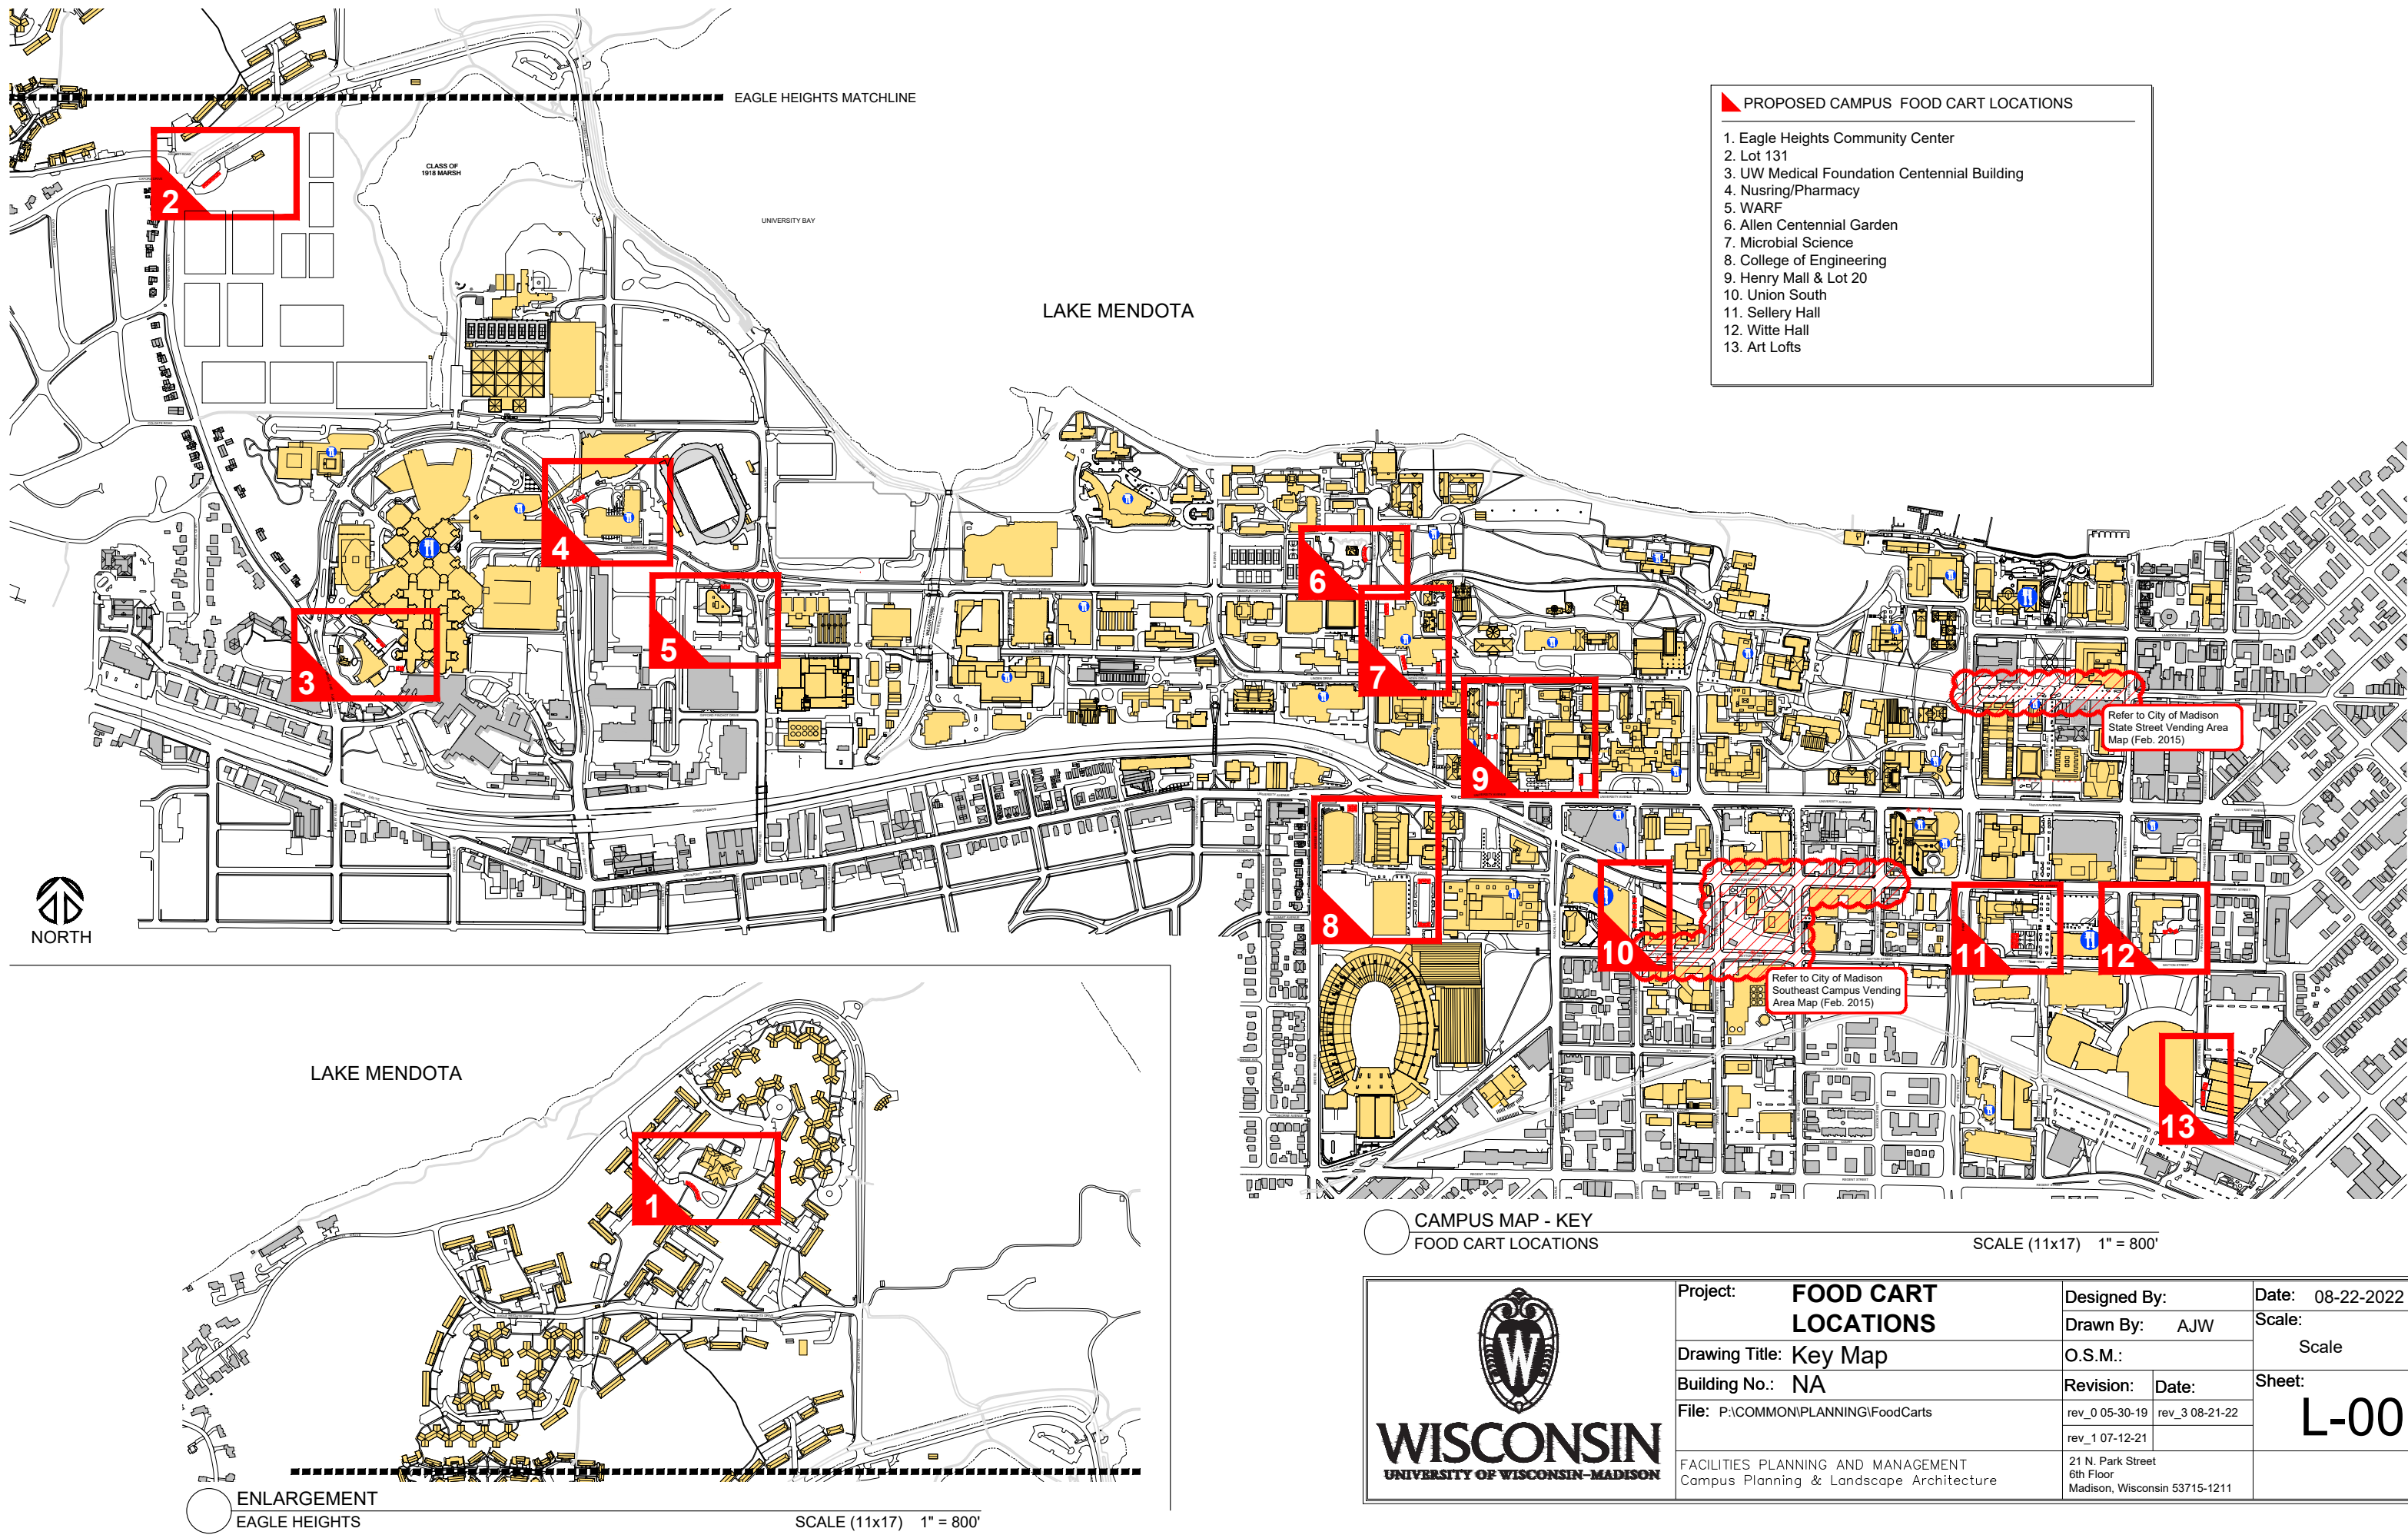 EAGLE HEIGHTS MATCHLINE
PROPOSED CAMPUS FOOD CART LOCATIONS
1. Eagle Heights Community Center
2. Lot 131
3. UW Medical Foundation Centennial Building
4. Nusring/Pharmacy
5. WARF
6. Allen Centennial Garden
7. Microbial Science
8. College of Engineering
9. Henry Mall & Lot 20
10. Union South
11. Sellery Hall
12. Witte Hall
13. Art Lofts
CLASS OF
1918 MARSH
2
UNIVERSITY BAY
LAKE MENDOTA
4
6
5
7
3
Refer to City of Madison
State Street Vending Area
Map (Feb. 2015)
9
8
10
11
12
NORTH
Refer to City of Madison
Southeast Campus Vending
Area Map (Feb. 2015)
13
LAKE MENDOTA
1
CAMPUS MAP - KEY
FOOD CART LOCATIONS
SCALE (11x17) 1" = 800'
ENLARGEMENT
EAGLE HEIGHTS
SCALE (11x17) 1" = 800'
W
WISCONSIN
UNIVERSITY OF WISCONSIN-MADISON
Project: FOOD CART
LOCATIONS
Drawing Title: Key Map
Building No.: NA
File: P:\COMMON\PLANNING\FoodCarts
FACILITIES PLANNING AND MANAGEMENT
Campus Planning & Landscape Architecture
Designed By:
Drawn By: AJW
O.S.M.:
Revision: Date:
rev_0 05-30-19 rev_3 08-21-22
rev_1 07-12-21
21 N. Park Street
6th Floor
Madison, Wisconsin 53715-1211
Date: 08-22-2022
Scale:
Scale
Sheet:
L-00